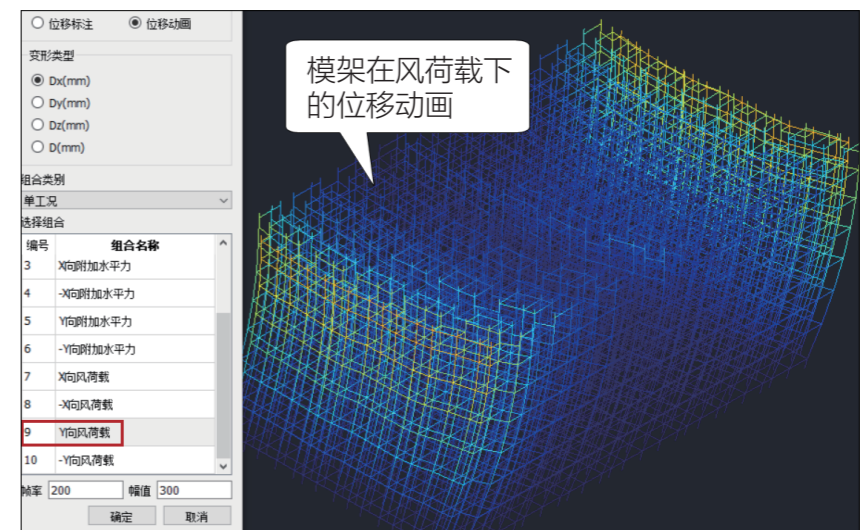 位移标注 位移动画
变形类型
Dx(mm)
Dy(mm)
Dz(mm)
D(mm)
组合类别
单工况
选择组合
编号 组合名称
3 X向附加水平力
4 -X向附加水平力
5 Y向附加水平力
6 -Y向附加水平力
7 X向风荷载
8 -X向风荷载
9 Y向风荷载
10 -Y向风荷载
帧率 200 幅值 300
确定 取消
模架在风荷载下
的位移动画